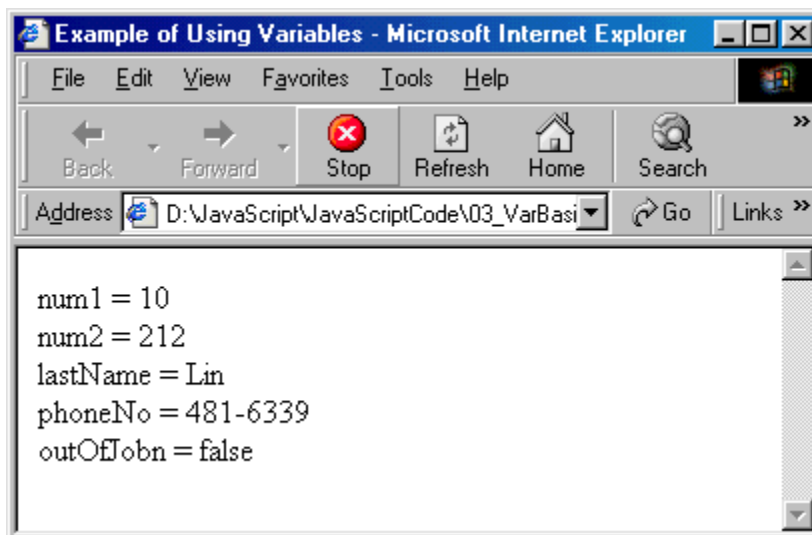 Example of Using Variables - Microsoft Internet Explorer
File Edit View Favorites Tools Help
Back Forward Stop Refresh Home Search »
Address D:\JavaScript\JavaScriptCode\03_VarBasi Go Links »
num1 = 10
num2 = 212
lastName = Lin
phoneNo = 481-6339
outOfJobn = false